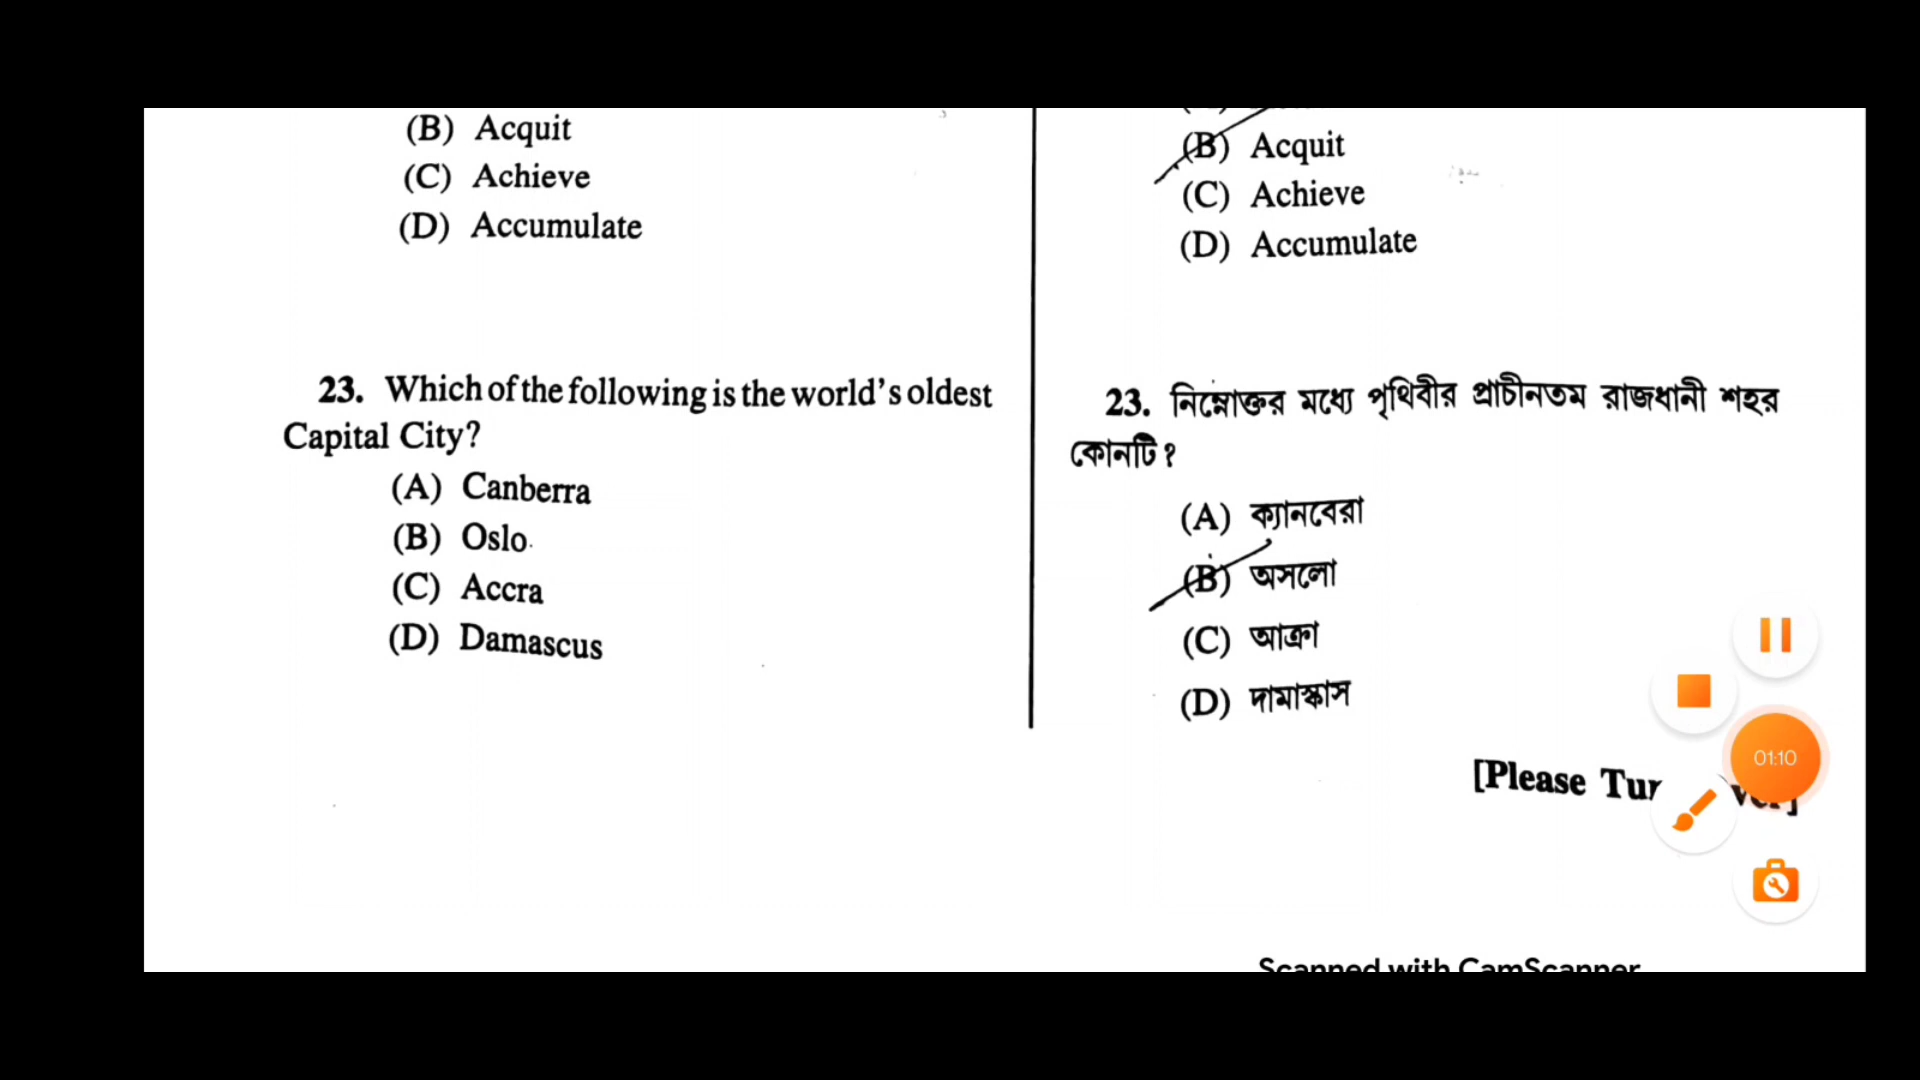 (B) Acquit
(C) Achieve
(D) Accumulate
23. Which of the following is the world's oldest
Capital City?
(A) Canberra
(B) Oslo
(C) Accra
(D) Damascus
(B) Acquit
(C) Achieve
(D) Accumulate
23. নিম্নোক্তর মধ্যে পৃথিবীর প্রাচীনতম রাজধানী শহর
কোনটি?
(A) ক্যানবেরা
(B) অসলো
(C) আক্রা
(D) দামাস্কাস
[Please
01:10
Scanned with CamScanner